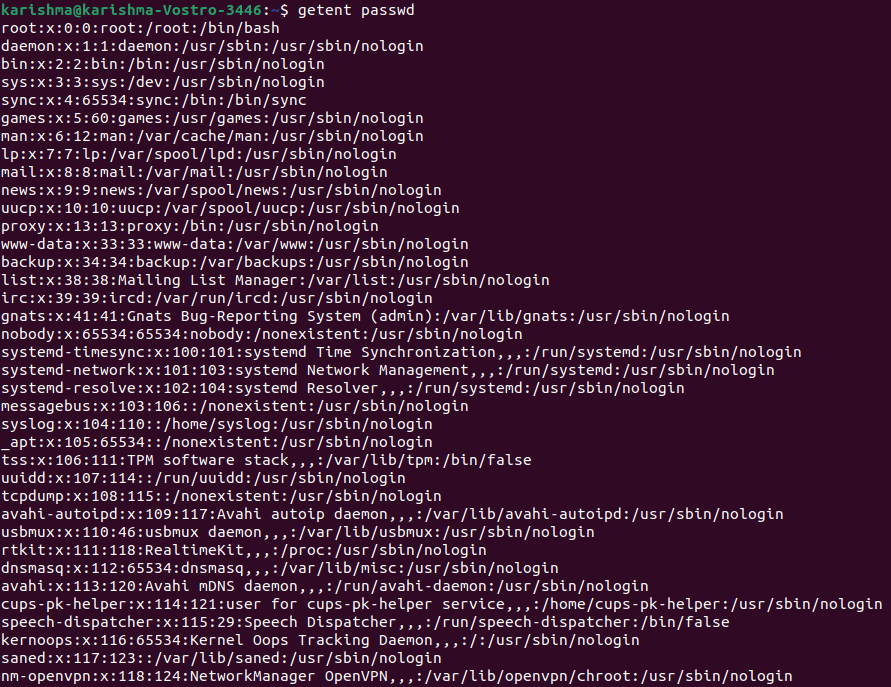 karishma@karishma-Vostro-3446:~$ getent passwd
root:x:0:0:root:/root:/bin/bash
daemon:x:1:1:daemon:/usr/sbin:/usr/sbin/nologin
bin:x:2:2:bin:/bin:/usr/sbin/nologin
sys:x:3:3:sys:/dev:/usr/sbin/nologin
sync:x:4:65534:sync:/bin:/bin/sync
games:x:5:60:games:/usr/games:/usr/sbin/nologin
man:x:6:12:man:/var/cache/man:/usr/sbin/nologin
lp:x:7:7:lp:/var/spool/lpd:/usr/sbin/nologin
mail:x:8:8:mail:/var/mail:/usr/sbin/nologin
news:x:9:9:news:/var/spool/news:/usr/sbin/nologin
uucp:x:10:10:uucp:/var/spool/uucp:/usr/sbin/nologin
proxy:x:13:13:proxy:/bin:/usr/sbin/nologin
www-data:x:33:33:www-data:/var/www:/usr/sbin/nologin
backup:x:34:34:backup:/var/backups:/usr/sbin/nologin
list:x:38:38:Mailing List Manager:/var/list:/usr/sbin/nologin
irc:x:39:39:ircd:/var/run/ircd:/usr/sbin/nologin
gnats:x:41:41:Gnats Bug-Reporting System (admin):/var/lib/gnats:/usr/sbin/nologin
nobody:x:65534:65534:nobody:/nonexistent:/usr/sbin/nologin
systemd-timesync:x:100:101:systemd Time Synchronization,,,:/run/systemd:/usr/sbin/nologin
systemd-network:x:101:103:systemd Network Management,,,:/run/systemd:/usr/sbin/nologin
systemd-resolve:x:102:104:systemd Resolver,,,:/run/systemd:/usr/sbin/nologin
messagebus:x:103:106::/nonexistent:/usr/sbin/nologin
syslog:x:104:110::/home/syslog:/usr/sbin/nologin
_apt:x:105:65534::/nonexistent:/usr/sbin/nologin
tss:x:106:111:TPM software stack,,,:/var/lib/tpm:/bin/false
uuidd:x:107:114::/run/uuidd:/usr/sbin/nologin
tcpdump:x:108:115::/nonexistent:/usr/sbin/nologin
avahi-autoipd:x:109:117:Avahi autoip daemon,,,:/var/lib/avahi-autoipd:/usr/sbin/nologin
usbmux:x:110:46:usbmux daemon,,,:/var/lib/usbmux:/usr/sbin/nologin
rtkit:x:111:118:RealtimeKit,,,:/proc:/usr/sbin/nologin
dnsmasq:x:112:65534:dnsmasq,,,:/var/lib/misc:/usr/sbin/nologin
avahi:x:113:120:Avahi mDNS daemon,,,:/run/avahi-daemon:/usr/sbin/nologin
cups-pk-helper:x:114:121:user for cups-pk-helper service,,,:/home/cups-pk-helper:/usr/sbin/nologin
speech-dispatcher:x:115:29:Speech Dispatcher,,,:/run/speech-dispatcher:/bin/false
kernoops:x:116:65534:Kernel Oops Tracking Daemon,,,:/:/usr/sbin/nologin
saned:x:117:123::/var/lib/saned:/usr/sbin/nologin
nm-openvpn:x:118:124:NetworkManager OpenVPN,,,:/var/lib/openvpn/chroot:/usr/sbin/nologin